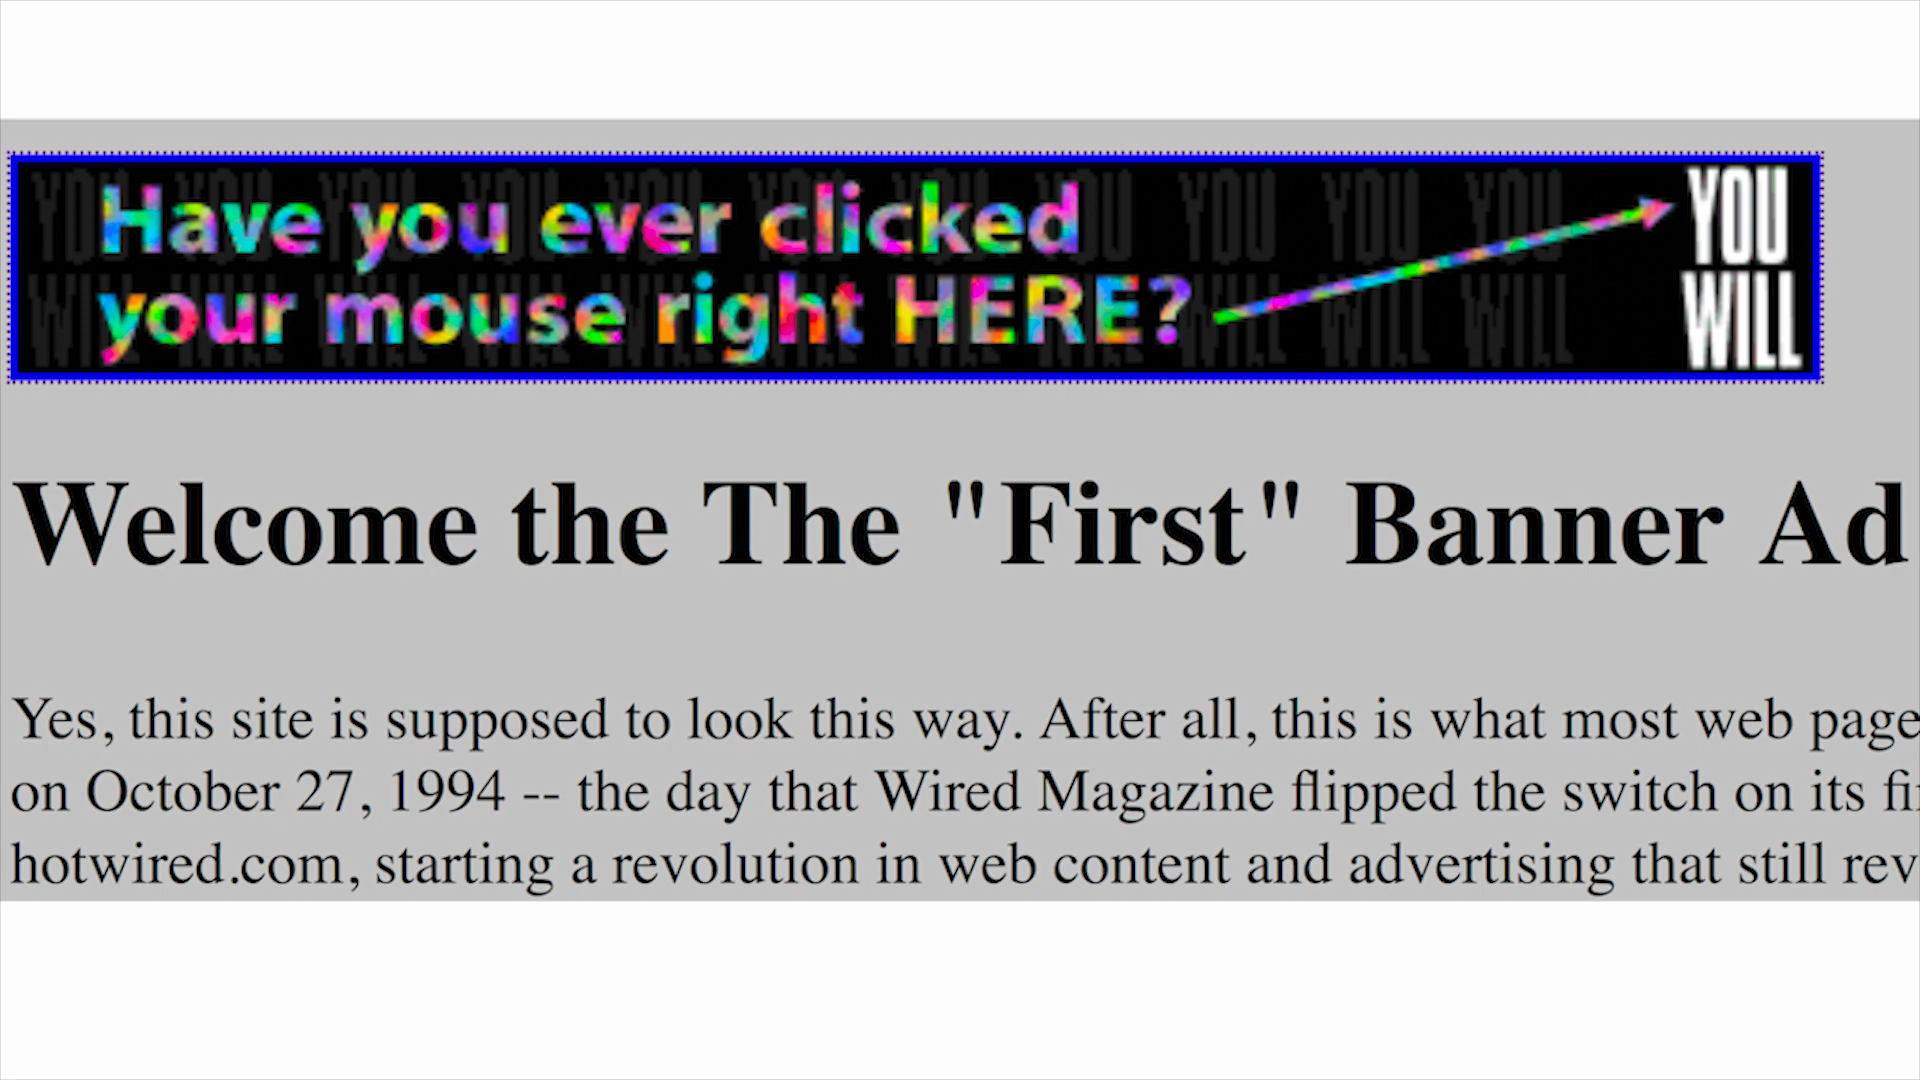 Have you ever clicked
your mouse right HERE?
YOU
WILL
Welcome the The "First" Banner Ad
Yes, this site is supposed to look this way. After all, this is what most web page
on October 27, 1994 -- the day that Wired Magazine flipped the switch on its
hotwired.com, starting a revolution in web content and advertising that still